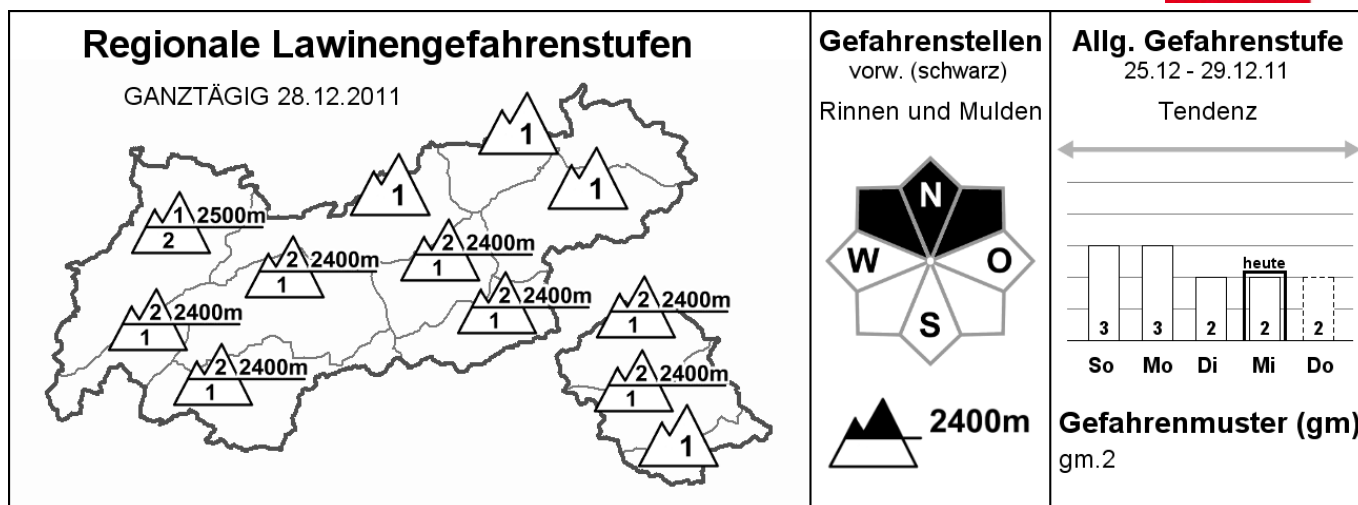 Regionale Lawinengefahrenstufen
GANZTÄGIG 28.12.2011
1
1
1
1 2500m
2
2 2400m
1
2 2400m
1
2 2400m
1
2 2400m
1
2 2400m
1
2 2400m
1
2 2400m
1
1
Gefahrenstellen
vorw. (schwarz)
Rinnen und Mulden
N
W
O
S
2400m
Allg. Gefahrenstufe
25.12 - 29.12.11
Tendenz
heute
3 3 2 2 2
So Mo Di Mi Do
Gefahrenmuster (gm)
gm.2